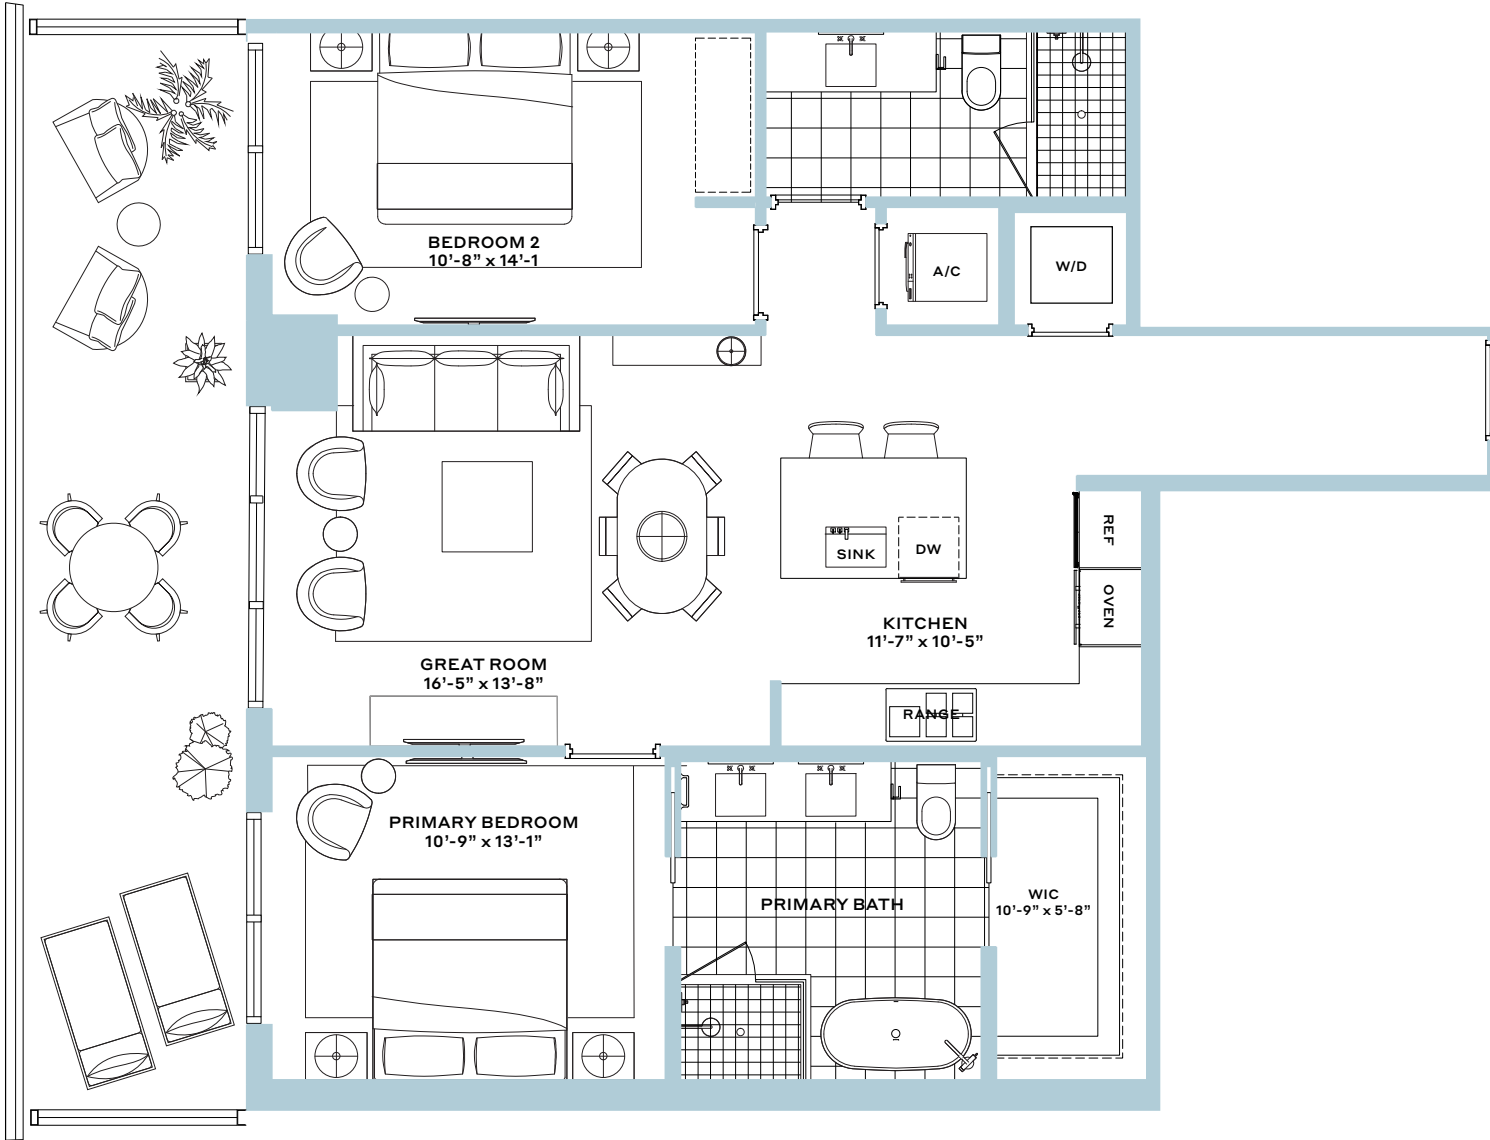 BEDROOM 2
10'-8" x 14'-1
A/C
W/D
SINK
DW
REF
OVEN
KITCHEN
11'-7" x 10'-5"
GREAT ROOM
16'-5" x 13'-8"
RANGE
PRIMARY BEDROOM
10'-9" x 13'-1"
PRIMARY BATH
WIC
10'-9" x 5'-8"